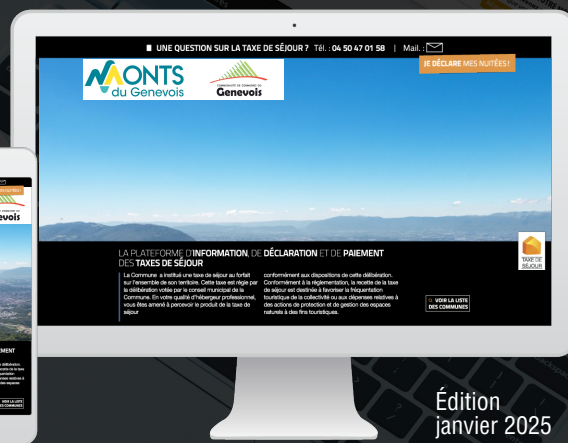 UNE QUESTION SUR LA TAXE DE SÉJOUR ? Tél. : 04 50 47 01 58 | Mail. :
JE DÉCLARE MES NUITÉES !
MONTS
du Genevois
COMMUNAUTÉ DE COMMUNES DU
Genevois
LA PLATEFORME D'INFORMATION, DE DÉCLARATION ET DE PAIEMENT
DES TAXES DE SÉJOUR
La Commune a institué une taxe de séjour au forfait
sur l'ensemble de son territoire. Cette taxe est régie par
la délibération votée par le conseil municipal de la
Commune. En votre qualité d'hébergeur professionnel,
vous êtes amené à percevoir le produit de la taxe de
séjour
conformément aux dispositions de cette délibération.
Conformément à la réglementation, la recette de la taxe
de séjour est destinée à favoriser la fréquentation
touristique de la collectivité ou aux dépenses relatives à
des actions de protection et de gestion des espaces
naturels à des fins touristiques.
TAXE DE
SÉJOUR
VOIR LA LISTE
DES COMMUNES
Édition
janvier 2025